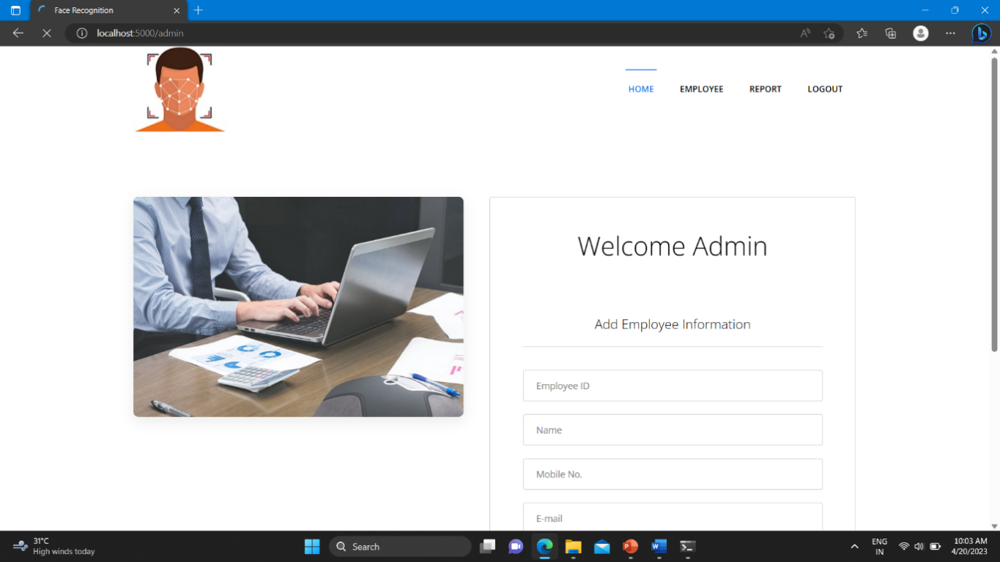 Face Recognition
localhost:5000/admin
HOME EMPLOYEE REPORT LOGOUT
Welcome Admin
Add Employee Information
Employee ID
Name
Mobile No.
E-mail
31°C
High winds today
Search
ENG
IN
10:03 AM
4/20/2023